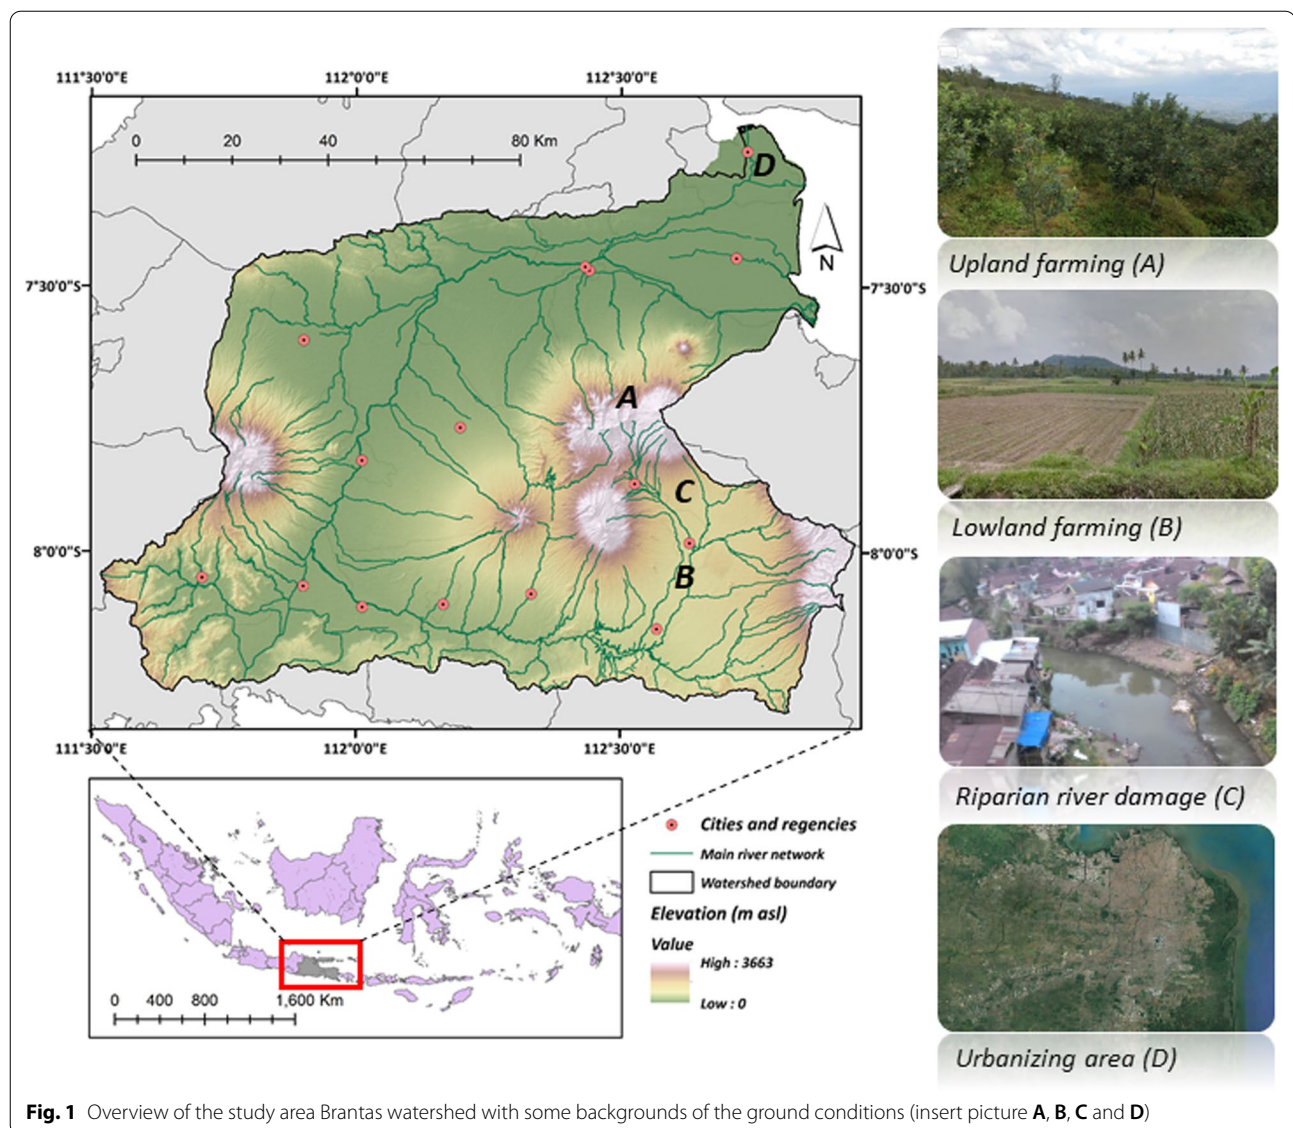 111°30'0"E 112°0'0"E 112°30'0"E
0 20 40 80 Km
D
N
7°30'0"S 7°30'0"S
A
C
8°0'0"S 8°0'0"S
B
111°30'0"E 112°0'0"E 112°30'0"E
0 400 800 1,600 Km
Cities and regencies
Main river network
Watershed boundary
Elevation (m asl)
Value
High : 3663
Low : 0
Upland farming (A)
Lowland farming (B)
Riparian river damage (C)
Urbanizing area (D)
Fig. 1 Overview of the study area Brantas watershed with some backgrounds of the ground conditions (insert picture A, B, C and D)